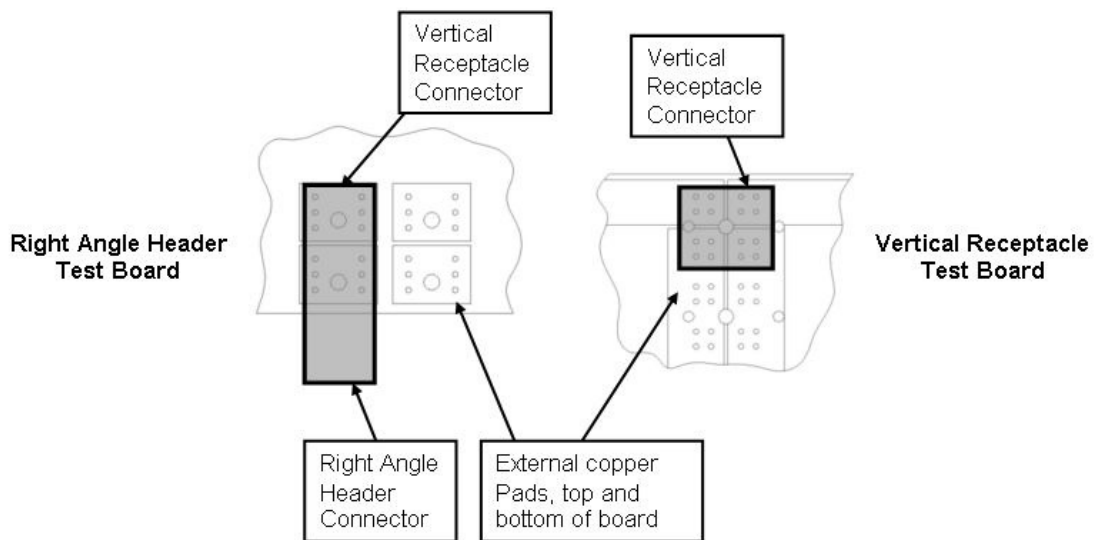 Vertical
Receptacle
Connector
Vertical
Receptacle
Connector
Right Angle Header
Test Board
Vertical Receptacle
Test Board
Right Angle
Header
Connector
External copper
Pads, top and
bottom of board